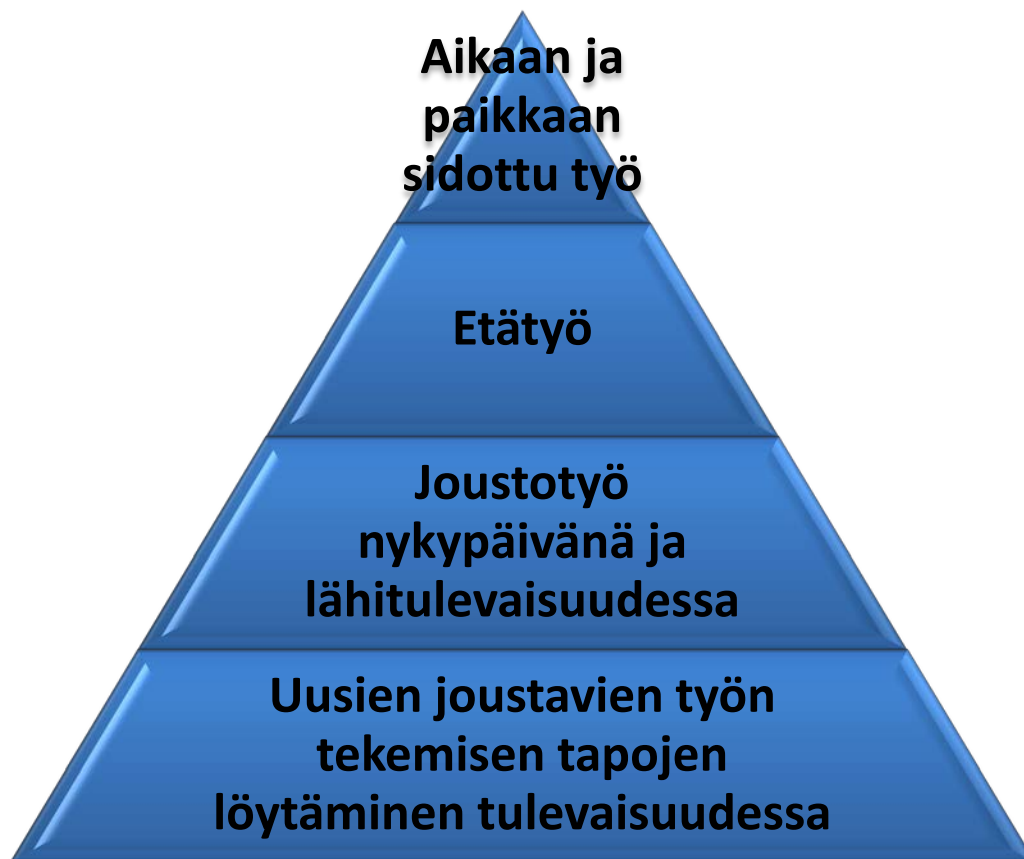 Aikaan ja
paikkaan
sidottu työ
Etätyö
Joustotyö
nykypäivänä ja
lähitulevaisuudessa
Uusien joustavien työn
tekemisen tapojen
löytäminen tulevaisuudessa